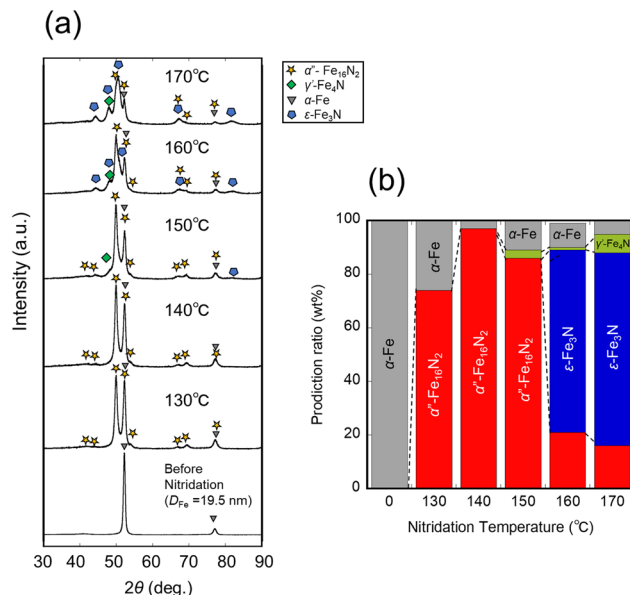 (a)
170°C
160°C
150°C
140°C
130°C
Before
Nitridation
(D_Fe =19.5 nm)
Intensity (a.u.)
30 40 50 60 70 80 90
2θ (deg.)
α"- Fe₁₆N₂
γ'-Fe₄N
α-Fe
ε-Fe₃N
(b)
Prodiction ratio (wt%)
100
80
60
40
20
0
α-Fe
α-Fe
α"-Fe₁₆N₂
α"-Fe₁₆N₂
α-Fe
α"-Fe₁₆N₂
α-Fe
ε-Fe₃N
γ'-Fe₄N
ε-Fe₃N
0 130 140 150 160 170
Nitridation Temperature (°C)